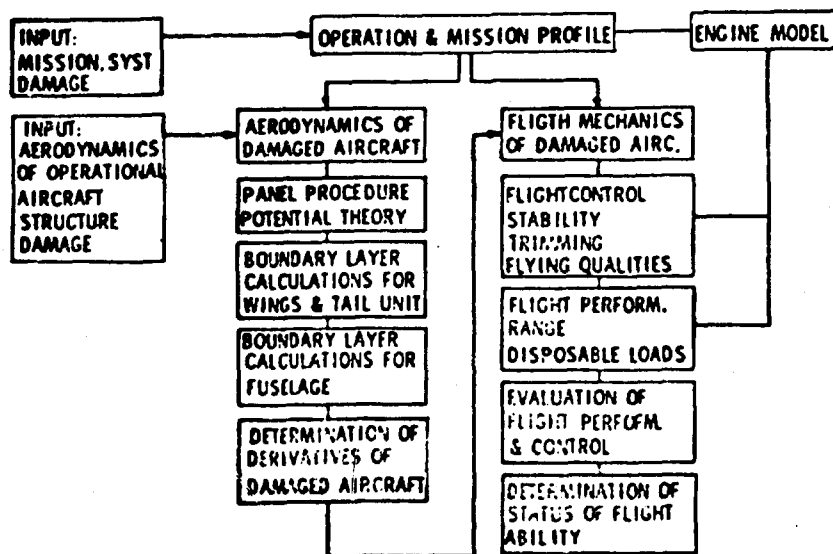 INPUT:
MISSION, SYST
DAMAGE
OPERATION & MISSION PROFILE
ENGINE MODEL
INPUT:
AERODYNAMICS
OF OPERATIONAL
AIRCRAFT
STRUCTURE
DAMAGE
AERODYNAMICS OF
DAMAGED AIRCRAFT
PANEL PROCEDURE
POTENTIAL THEORY
BOUNDARY LAYER
CALCULATIONS FOR
WINGS & TAIL UNIT
BOUNDARY LAYER
CALCULATIONS FOR
FUSELAGE
DETERMINATION OF
DERIVATIVES OF
DAMAGED AIRCRAFT
FLIGTH MECHANICS
OF DAMAGED AIRC.
FLIGHTCONTROL
STABILITY
TRIMMING
FLYING QUALITIES
FLIGHT PERFORM.
RANGE
DISPOSABLE LOADS
EVALUATION OF
FLIGHT PERFORM.
& CONTROL
DETERMINATION OF
STATUS OF FLIGHT
ABILITY